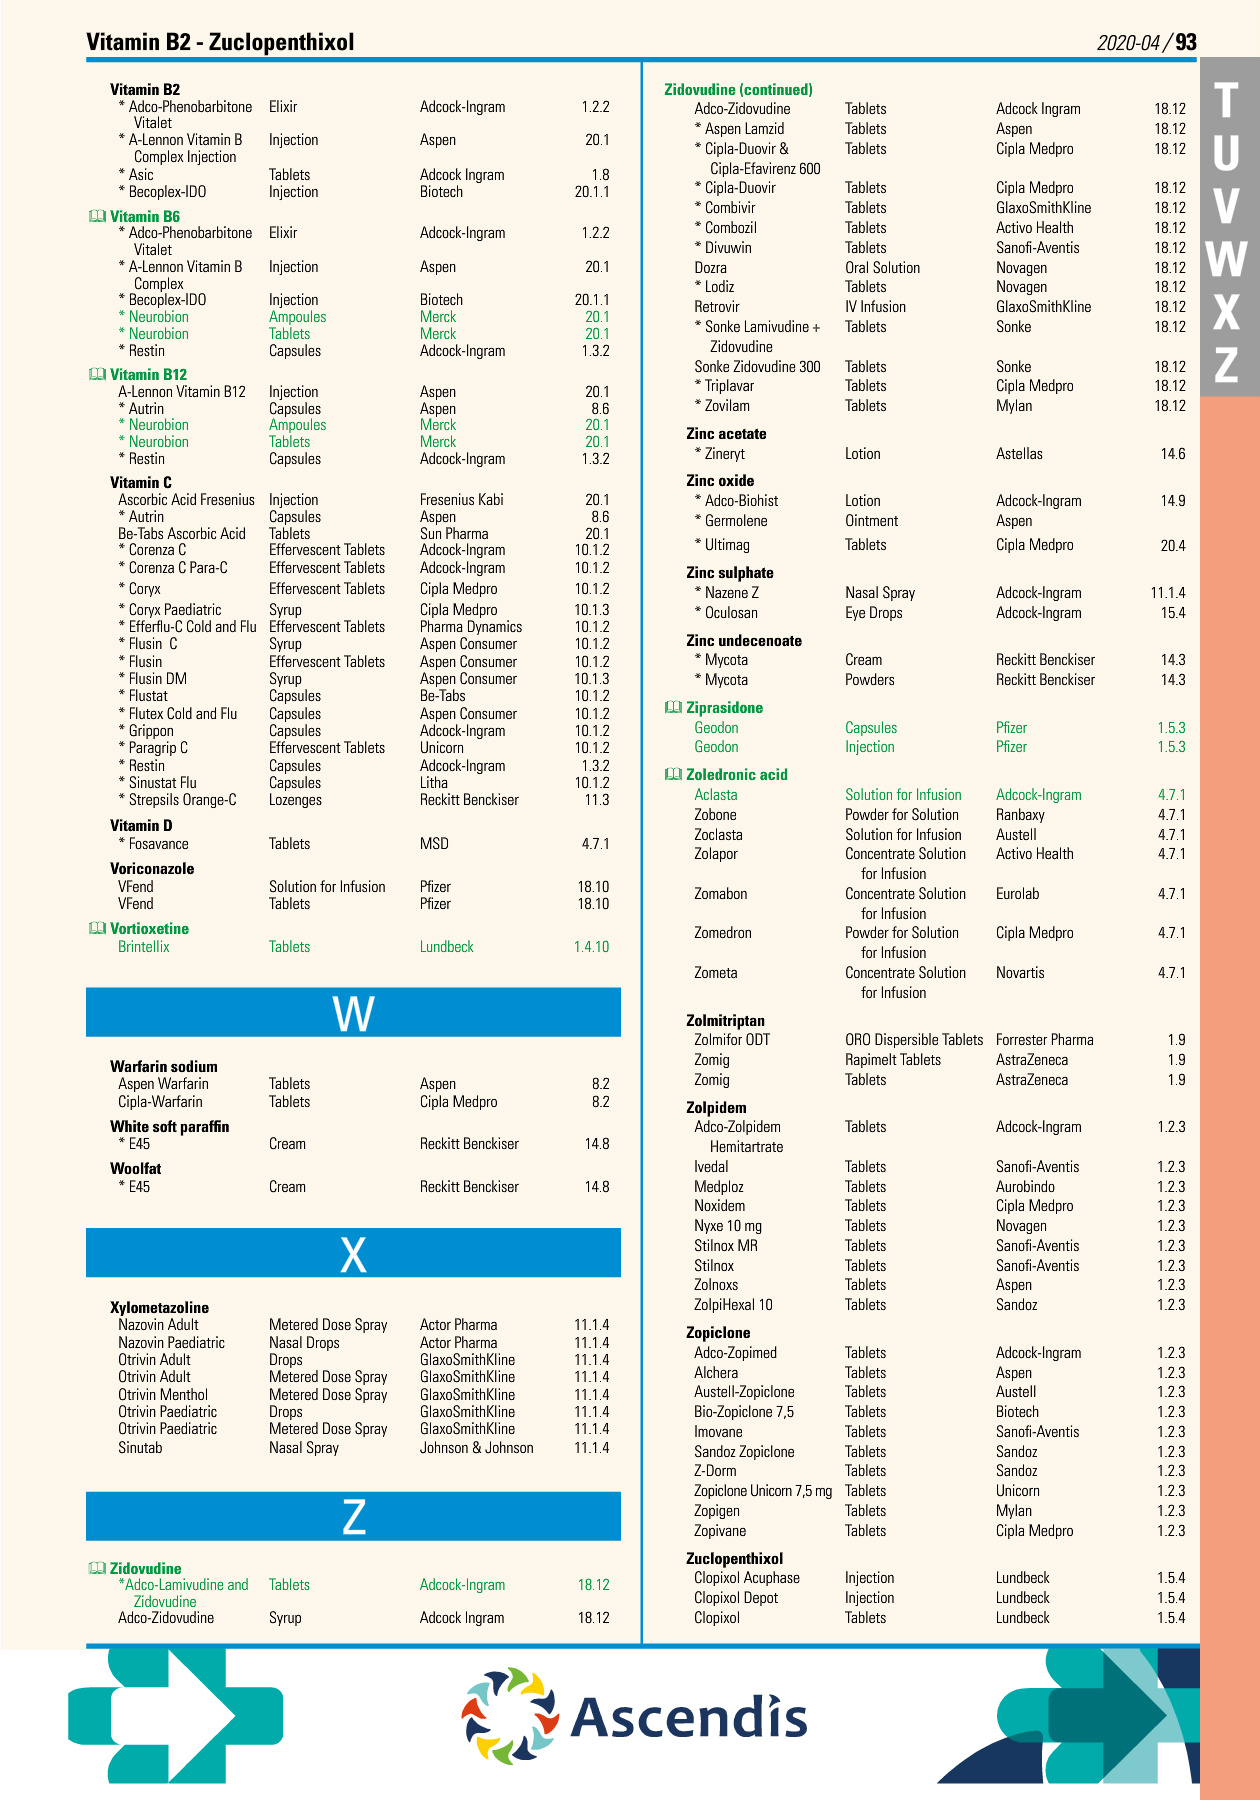 Vitamin B2 - Zuclopenthixol
2020-04 / 93
Vitamin B2
* Adco-Phenobarbitone Elixir Adcock-Ingram 1.2.2
Vitalet
* A-Lennon Vitamin B Injection Aspen 20.1
Complex Injection
* Asic Tablets Adcock Ingram 1.8
* Becoplex-IDO Injection Biotech 20.1.1
Vitamin B6
* Adco-Phenobarbitone Elixir Adcock-Ingram 1.2.2
Vitalet
* A-Lennon Vitamin B Injection Aspen 20.1
Complex
* Becoplex-IDO Injection Biotech 20.1.1
* Neurobion Ampoules Merck 20.1
* Neurobion Tablets Merck 20.1
* Restin Capsules Adcock-Ingram 1.3.2
Vitamin B12
A-Lennon Vitamin B12 Injection Aspen 20.1
* Autrin Capsules Aspen 8.6
* Neurobion Ampoules Merck 20.1
* Neurobion Tablets Merck 20.1
* Restin Capsules Adcock-Ingram 1.3.2
Vitamin C
Ascorbic Acid Fresenius Injection Fresenius Kabi 20.1
* Autrin Capsules Aspen 8.6
Be-Tabs Ascorbic Acid Tablets Sun Pharma 20.1
* Corenza C Effervescent Tablets Adcock-Ingram 10.1.2
* Corenza C Para-C Effervescent Tablets Adcock-Ingram 10.1.2
* Coryx Effervescent Tablets Cipla Medpro 10.1.2
* Coryx Paediatric Syrup Cipla Medpro 10.1.3
* Efferflu-C Cold and Flu Effervescent Tablets Pharma Dynamics 10.1.2
* Flusin C Syrup Aspen Consumer 10.1.2
* Flusin Effervescent Tablets Aspen Consumer 10.1.2
* Flusin DM Syrup Aspen Consumer 10.1.3
* Flustat Capsules Be-Tabs 10.1.2
* Flutex Cold and Flu Capsules Aspen Consumer 10.1.2
* Grippon Capsules Adcock-Ingram 10.1.2
* Paragrip C Effervescent Tablets Unicorn 10.1.2
* Restin Capsules Adcock-Ingram 1.3.2
* Sinustat Flu Capsules Litha 10.1.2
* Strepsils Orange-C Lozenges Reckitt Benckiser 11.3
Vitamin D
* Fosavance Tablets MSD 4.7.1
Voriconazole
VFend Solution for Infusion Pfizer 18.10
VFend Tablets Pfizer 18.10
Vortioxetine
Brintellix Tablets Lundbeck 1.4.10
W
Warfarin sodium
Aspen Warfarin Tablets Aspen 8.2
Cipla-Warfarin Tablets Cipla Medpro 8.2
White soft paraffin
* E45 Cream Reckitt Benckiser 14.8
Woolfat
* E45 Cream Reckitt Benckiser 14.8
X
Xylometazoline
Nazovin Adult Metered Dose Spray Actor Pharma 11.1.4
Nazovin Paediatric Nasal Drops Actor Pharma 11.1.4
Otrivin Adult Drops GlaxoSmithKline 11.1.4
Otrivin Adult Metered Dose Spray GlaxoSmithKline 11.1.4
Otrivin Menthol Metered Dose Spray GlaxoSmithKline 11.1.4
Otrivin Paediatric Drops GlaxoSmithKline 11.1.4
Otrivin Paediatric Metered Dose Spray GlaxoSmithKline 11.1.4
Sinutab Nasal Spray Johnson & Johnson 11.1.4
Z
Zidovudine
*Adco-Lamivudine and Tablets Adcock-Ingram 18.12
Zidovudine
Adco-Zidovudine Syrup Adcock Ingram 18.12
Zidovudine (continued)
Adco-Zidovudine Tablets Adcock Ingram 18.12
* Aspen Lamzid Tablets Aspen 18.12
* Cipla-Duovir & Tablets Cipla Medpro 18.12
Cipla-Efavirenz 600
* Cipla-Duovir Tablets Cipla Medpro 18.12
* Combivir Tablets GlaxoSmithKline 18.12
* Combozil Tablets Activo Health 18.12
* Divuwin Tablets Sanofi-Aventis 18.12
Dozra Oral Solution Novagen 18.12
* Lodiz Tablets Novagen 18.12
Retrovir IV Infusion GlaxoSmithKline 18.12
* Sonke Lamivudine + Tablets Sonke 18.12
Zidovudine
Sonke Zidovudine 300 Tablets Sonke 18.12
* Triplavar Tablets Cipla Medpro 18.12
* Zovilam Tablets Mylan 18.12
Zinc acetate
* Zineryt Lotion Astellas 14.6
Zinc oxide
* Adco-Biohist Lotion Adcock-Ingram 14.9
* Germolene Ointment Aspen
* Ultimag Tablets Cipla Medpro 20.4
Zinc sulphate
* Nazene Z Nasal Spray Adcock-Ingram 11.1.4
* Oculosan Eye Drops Adcock-Ingram 15.4
Zinc undecenoate
* Mycota Cream Reckitt Benckiser 14.3
* Mycota Powders Reckitt Benckiser 14.3
Ziprasidone
Geodon Capsules Pfizer 1.5.3
Geodon Injection Pfizer 1.5.3
Zoledronic acid
Aclasta Solution for Infusion Adcock-Ingram 4.7.1
Zobone Powder for Solution Ranbaxy 4.7.1
Zoclasta Solution for Infusion Austell 4.7.1
Zolapor Concentrate Solution Activo Health 4.7.1
for Infusion
Zomabon Concentrate Solution Eurolab 4.7.1
for Infusion
Zomedron Powder for Solution Cipla Medpro 4.7.1
for Infusion
Zometa Concentrate Solution Novartis 4.7.1
for Infusion
Zolmitriptan
Zolmifor ODT ORO Dispersible Tablets Forrester Pharma 1.9
Zomig Rapimelt Tablets AstraZeneca 1.9
Zomig Tablets AstraZeneca 1.9
Zolpidem
Adco-Zolpidem Tablets Adcock-Ingram 1.2.3
Hemitartrate
Ivedal Tablets Sanofi-Aventis 1.2.3
Medploz Tablets Aurobindo 1.2.3
Noxidem Tablets Cipla Medpro 1.2.3
Nyxe 10 mg Tablets Novagen 1.2.3
Stilnox MR Tablets Sanofi-Aventis 1.2.3
Stilnox Tablets Sanofi-Aventis 1.2.3
Zolnoxs Tablets Aspen 1.2.3
ZolpiHexal 10 Tablets Sandoz 1.2.3
Zopiclone
Adco-Zopimed Tablets Adcock-Ingram 1.2.3
Alchera Tablets Aspen 1.2.3
Austell-Zopiclone Tablets Austell 1.2.3
Bio-Zopiclone 7,5 Tablets Biotech 1.2.3
Imovane Tablets Sanofi-Aventis 1.2.3
Sandoz Zopiclone Tablets Sandoz 1.2.3
Z-Dorm Tablets Sandoz 1.2.3
Zopiclone Unicorn 7,5 mg Tablets Unicorn 1.2.3
Zopigen Tablets Mylan 1.2.3
Zopivane Tablets Cipla Medpro 1.2.3
Zuclopenthixol
Clopixol Acuphase Injection Lundbeck 1.5.4
Clopixol Depot Injection Lundbeck 1.5.4
Clopixol Tablets Lundbeck 1.5.4
T
U
V
W
X
Z
Ascendis